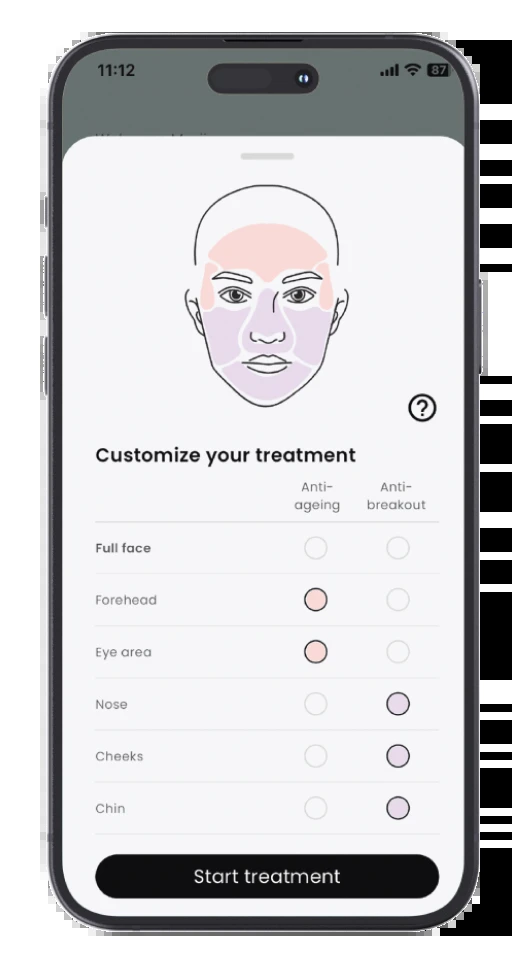 11:12
87
Customize your treatment
Anti-
ageing
Anti-
breakout
Full face
Forehead
Eye area
Nose
Cheeks
Chin
Start treatment